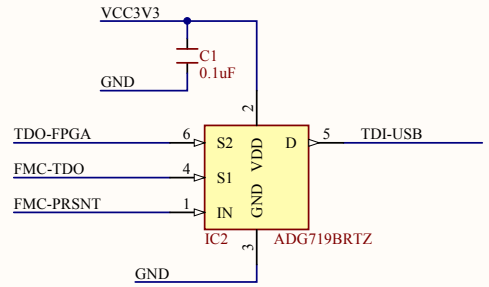 VCC3V3
C1
0.1uF
GND
2
TDO-FPGA 6 S2 VDD D 5 TDI-USB
FMC-TDO 4 S1
FMC-PRSNT 1 IN GND
IC2 ADG719BRTZ
3
GND